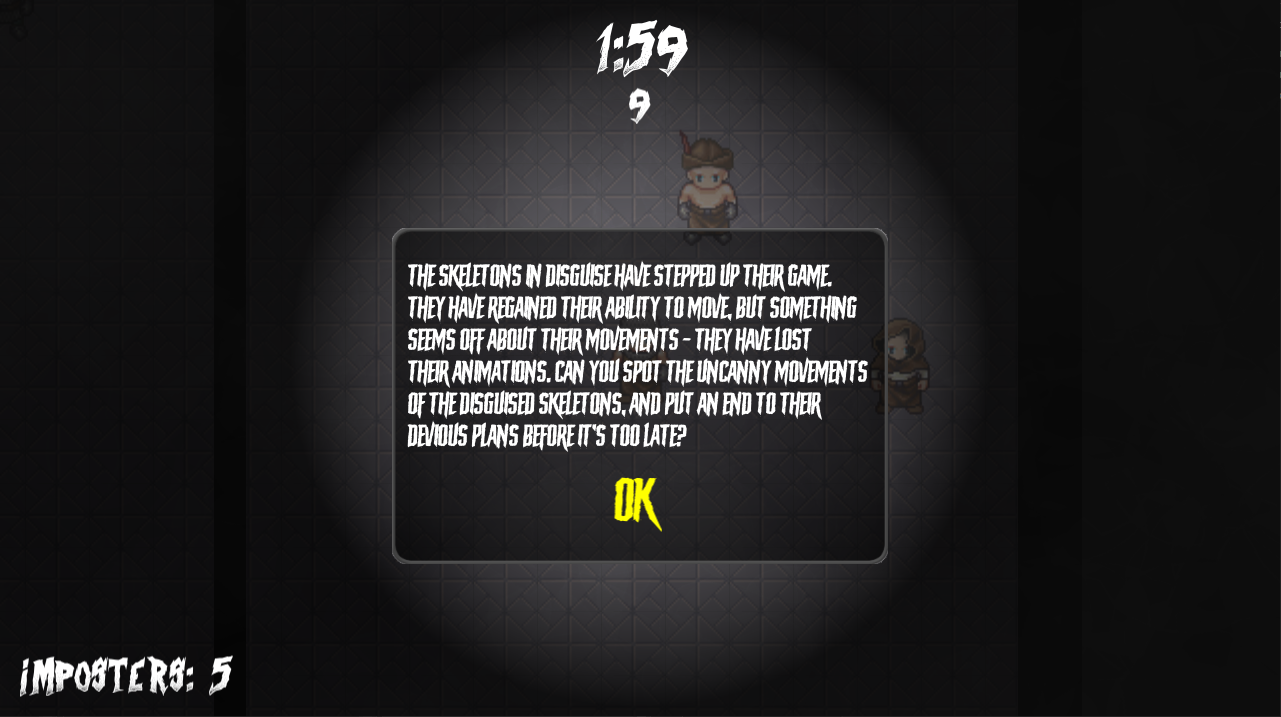 1:59
9
THE SKELETONS IN DISGUISE HAVE STEPPED UP THEIR GAME.
THEY HAVE REGAINED THEIR ABILITY TO MOVE, BUT SOMETHING
SEEMS OFF ABOUT THEIR MOVEMENTS - THEY HAVE LOST
THEIR ANIMATIONS. CAN YOU SPOT THE UNCANNY MOVEMENTS
OF THE DISGUISED SKELETONS, AND PUT AN END TO THEIR
DEVIOUS PLANS BEFORE IT'S TOO LATE?
OK
IMPOSTERS: 5